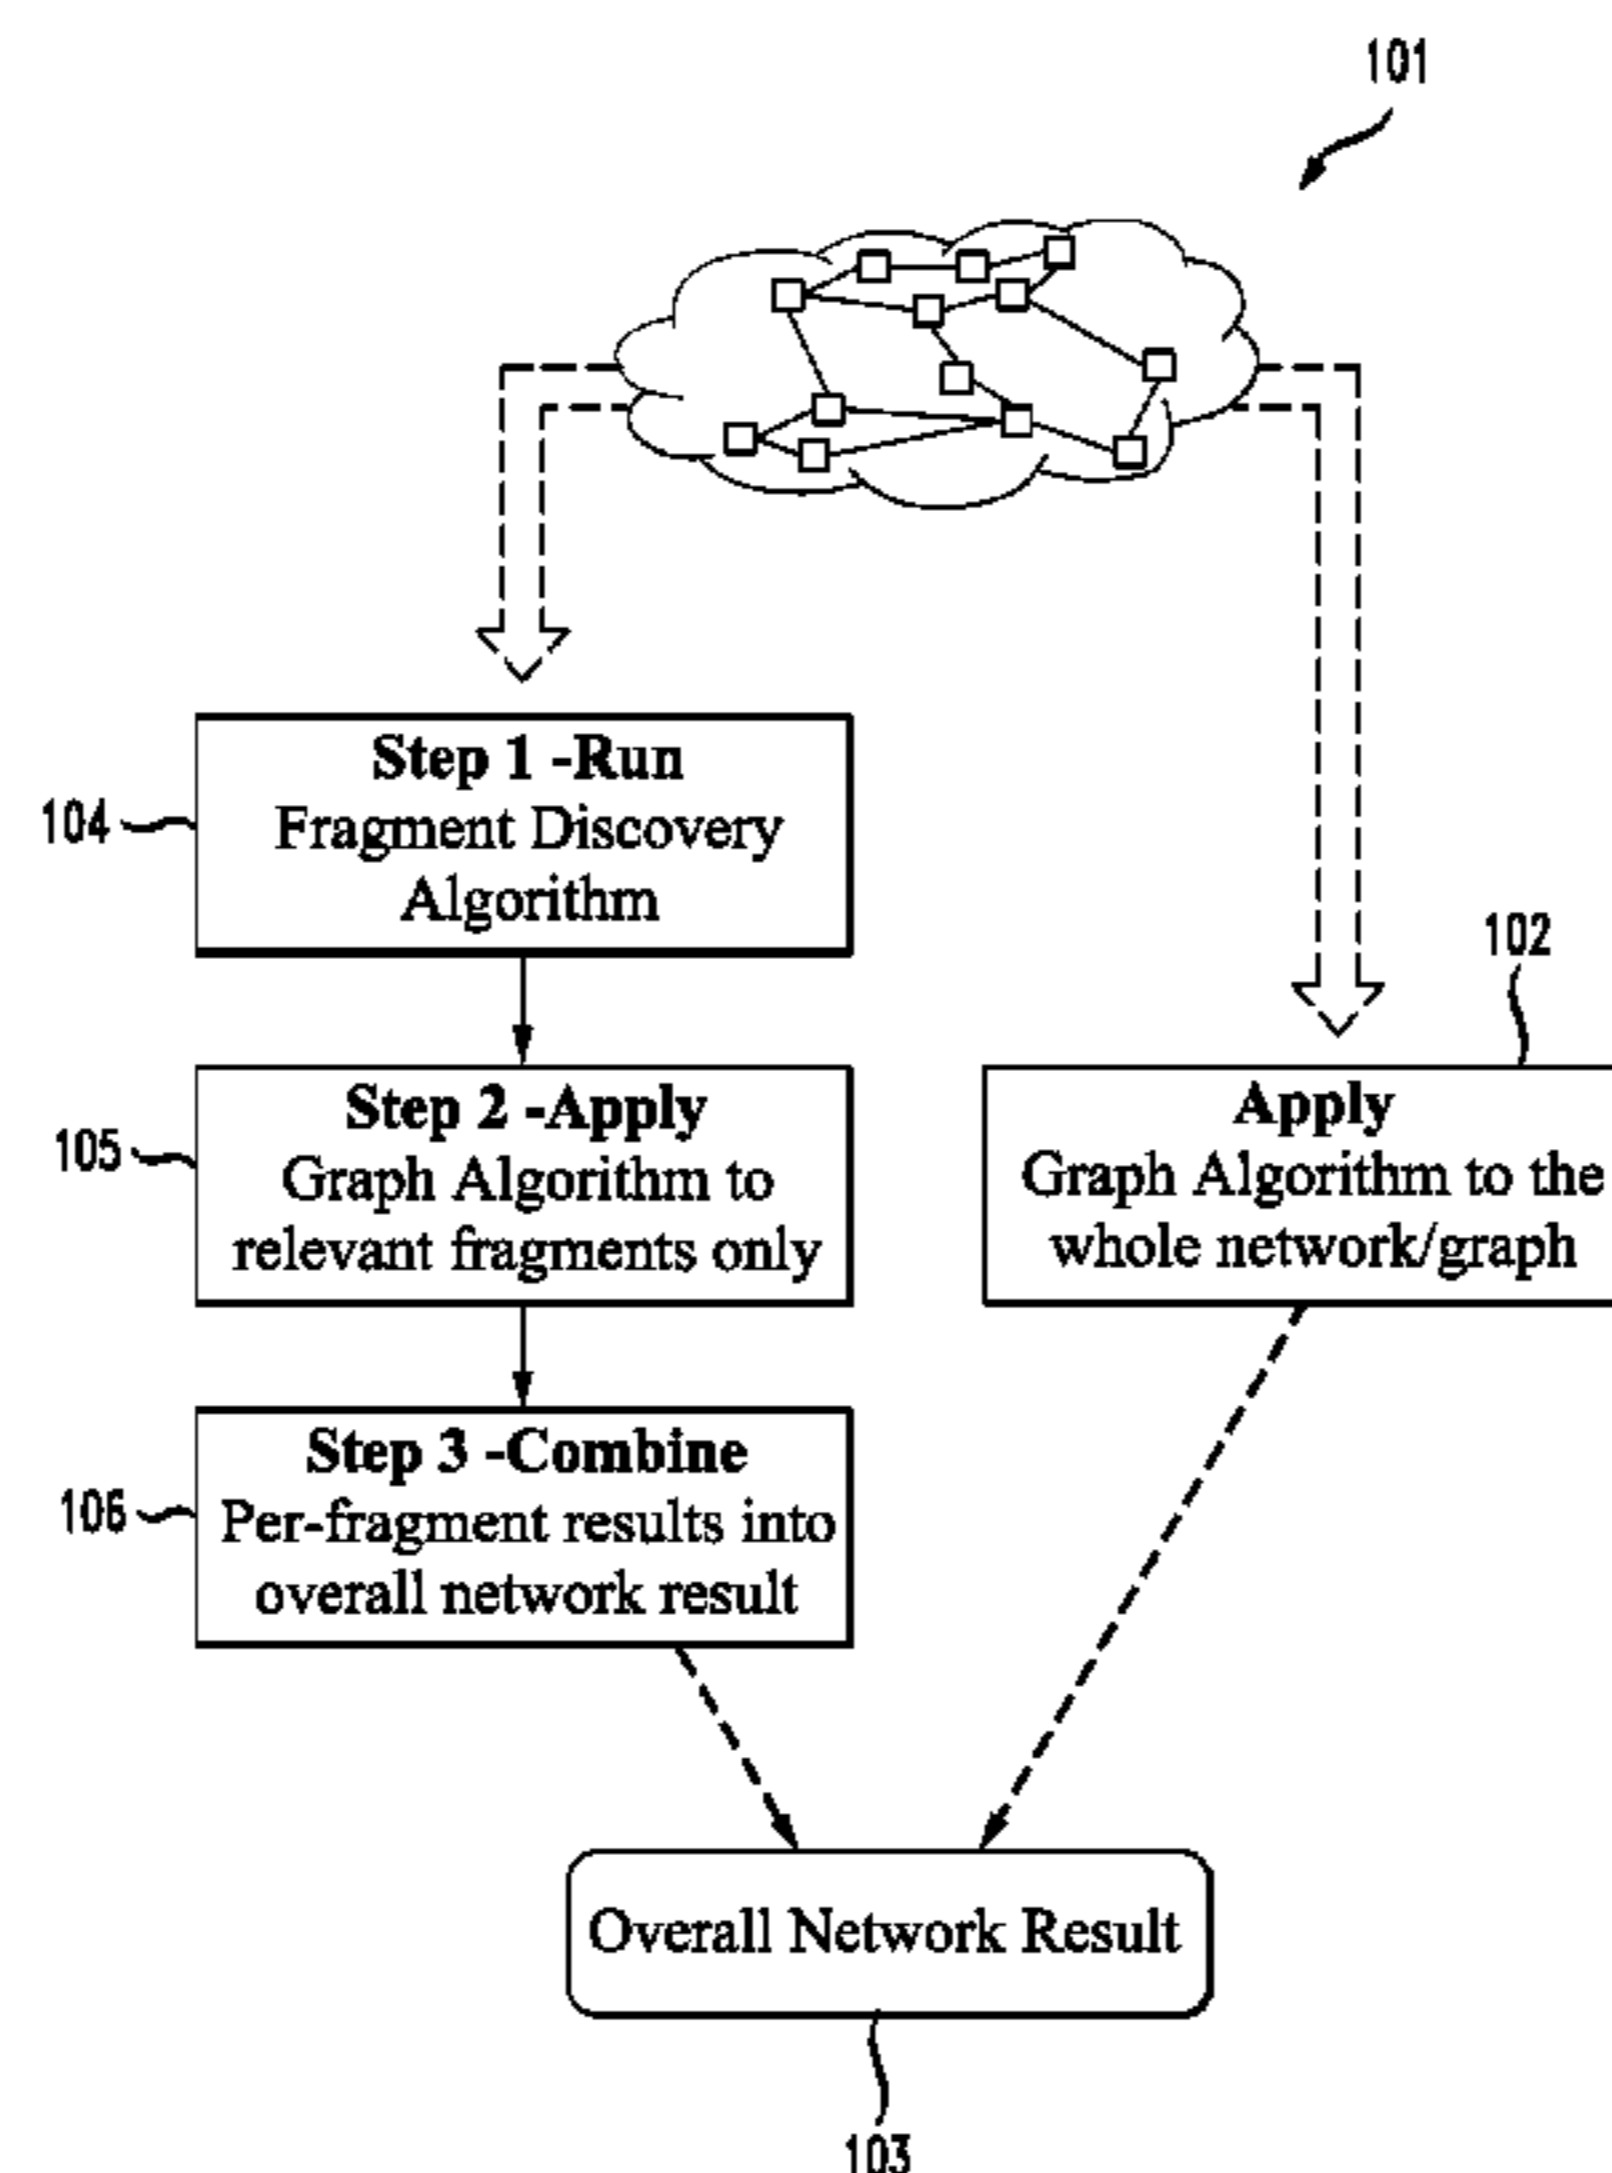 101
104
Step 1 -Run
Fragment Discovery
Algorithm
102
105
Step 2 -Apply
Graph Algorithm to
relevant fragments only
Apply
Graph Algorithm to the
whole network/graph
106
Step 3 -Combine
Per-fragment results into
overall network result
Overall Network Result
103